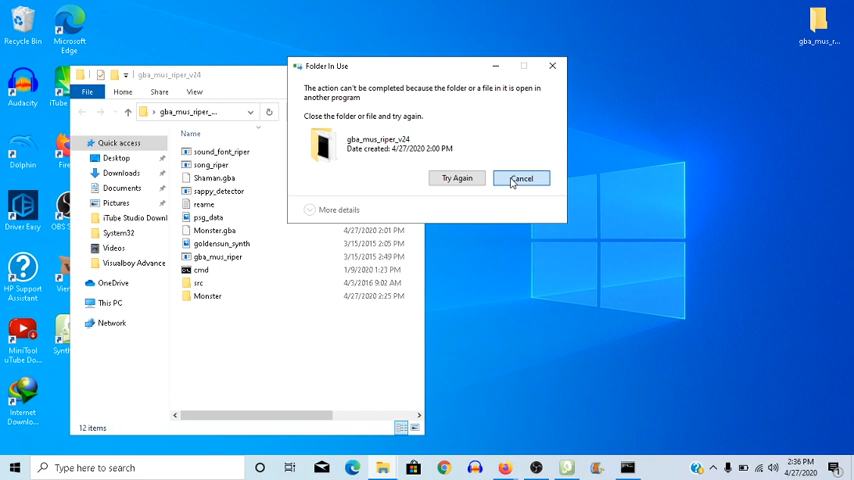 Recycle Bin
Microsoft
Edge
gba_mus_r...
Audacity
iTube
Dolphin
Fire
Driver Easy
OBS S
HP Support
Assistant
MiniTool
uTube Do...
Synth
Internet
Downlo...
gba_mus_riper_v24
File
Home
Share
View
gba_mus_riper_...
Name
Quick access
Desktop
Downloads
Documents
Pictures
iTube Studio Downl
System32
Videos
Visualboy Advance
OneDrive
This PC
Network
sound_font_riper
song_riper
Shaman.gba
sappy_detector
reame
psg_data
Monster.gba 4/27/2020 2:01 PM
goldensun_synth 3/15/2015 2:05 PM
gba_mus_riper 3/15/2015 2:49 PM
cmd 1/9/2020 1:23 PM
src 4/3/2016 9:02 AM
Monster 4/27/2020 2:25 PM
12 items
Folder In Use
The action can't be completed because the folder or a file in it is open in
another program
Close the folder or file and try again.
gba_mus_riper_v24
Date created: 4/27/2020 2:00 PM
Try Again
Cancel
More details
Type here to search
2:36 PM
4/27/2020